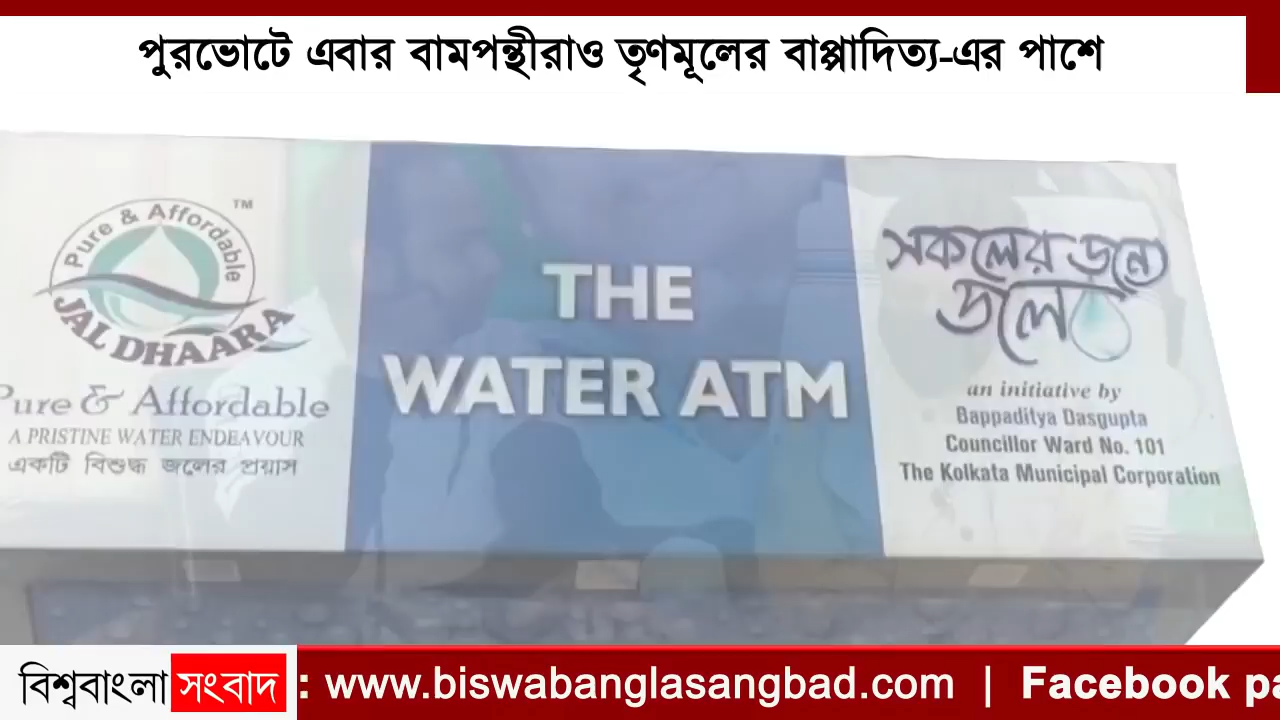 পুরভোটে এবার বামপন্থীরাও তৃণমূলের বাপ্পাদিত্য-এর পাশে
Pure & Affordable
TM
JAL DHAARA
Pure & Affordable
A PRISTINE WATER ENDEAVOUR
একটি বিশুদ্ধ জলের প্রয়াস
THE
WATER ATM
সকলের জন্যে
জল
an initiative by
Bappaditya Dasgupta
Councillor Ward No. 101
The Kolkata Municipal Corporation
বিশ্ববাংলা সংবাদ : www.biswabanglasangbad.com | Facebook pa